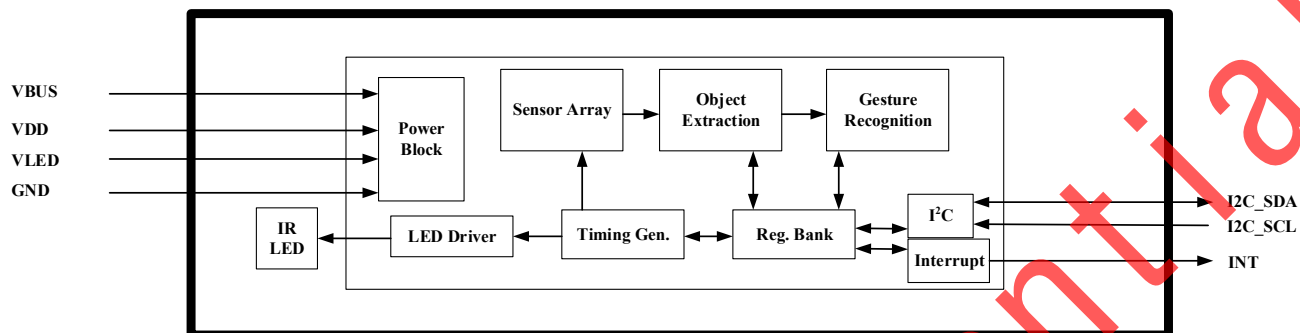 VBUS
VDD
VLED
GND
Power
Block
Sensor Array
Object
Extraction
Gesture
Recognition
IR
LED
LED Driver
Timing Gen.
Reg. Bank
I²C
Interrupt
I2C_SDA
I2C_SCL
INT